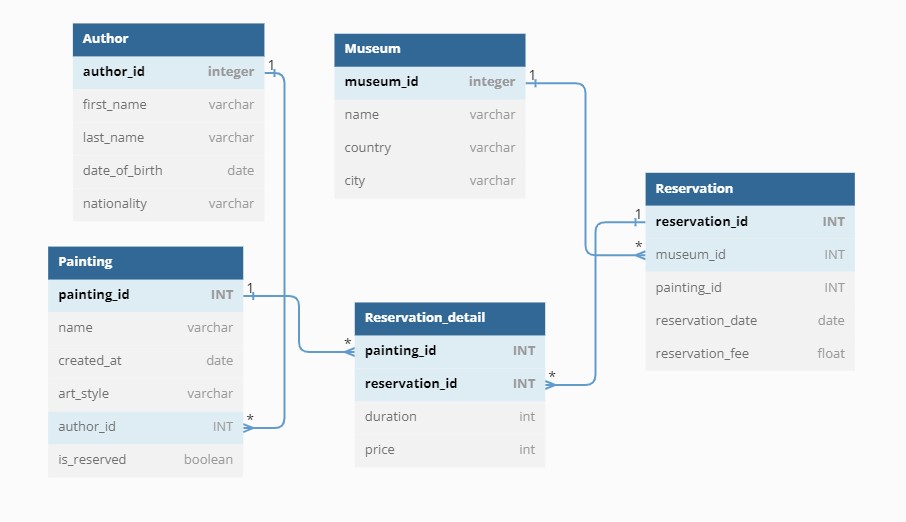 Author
author_id integer
first_name varchar
last_name varchar
date_of_birth date
nationality varchar
1
Museum
museum_id integer
name varchar
country varchar
city varchar
1
Reservation
reservation_id INT
museum_id INT
painting_id INT
reservation_date date
reservation_fee float
1
*
Painting
painting_id INT
name varchar
created_at date
art_style varchar
author_id INT
is_reserved boolean
1
*
Reservation_detail
painting_id INT
reservation_id INT
duration int
price int
*
*